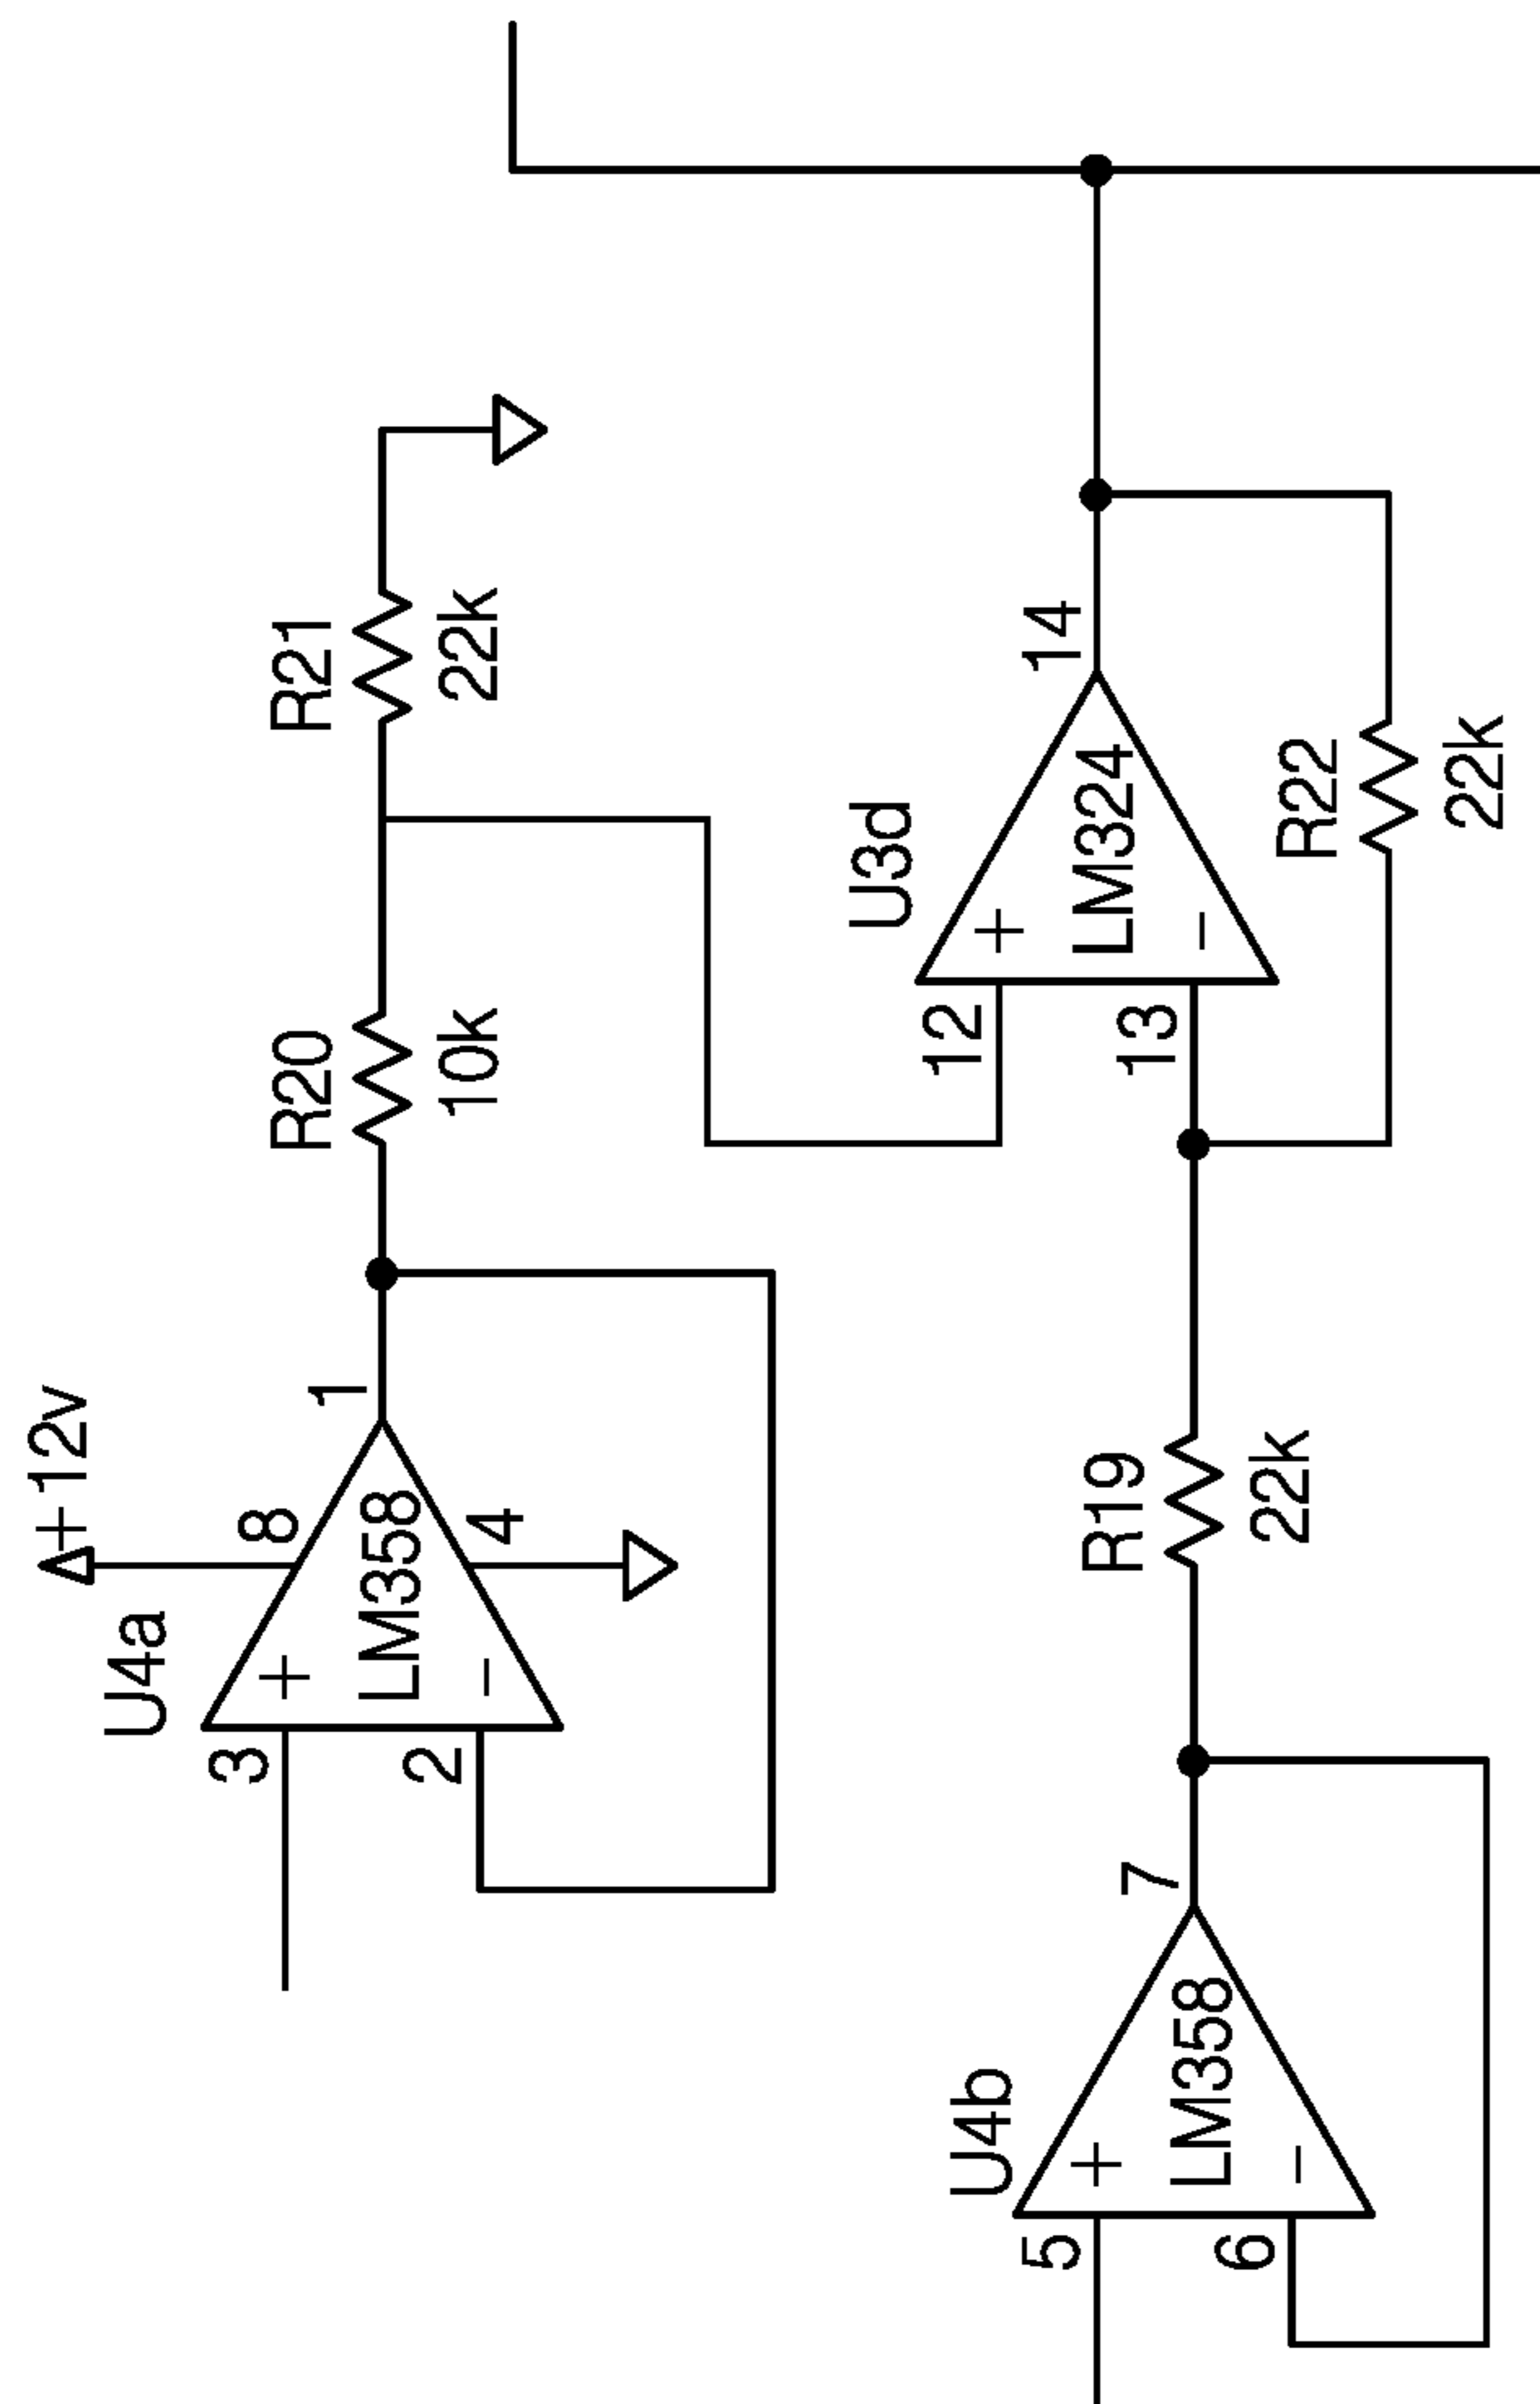 +12v
U4a
8
3
+
LM358
1
2
-
4
R20
10k
R21
22k
U4b
5
+
LM358
7
6
-
R19
22k
U3d
12
+
LM324
14
13
-
R22
22k